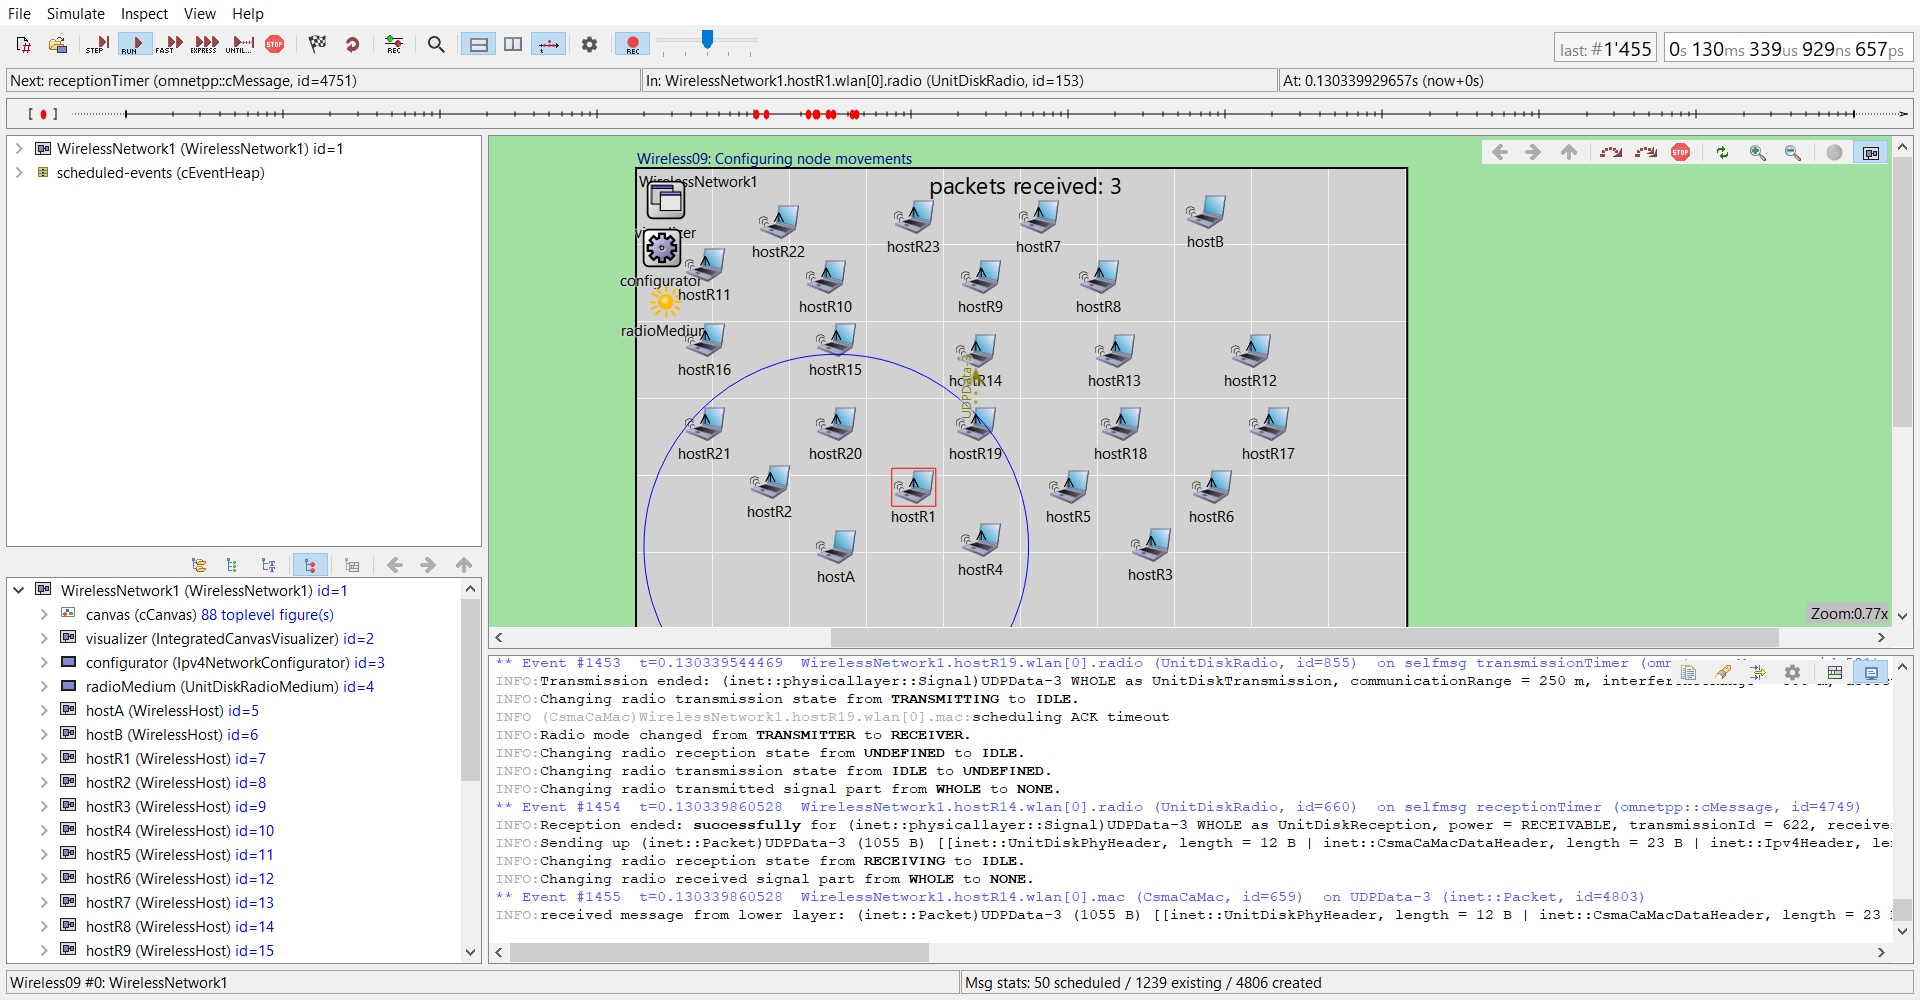 File Simulate Inspect View Help
STEP RUN FAST EXPRESS UNTIL... STOP REC REC
last: #1'455 0s 130ms 339us 929ns 657ps
Next: receptionTimer (omnetpp::cMessage, id=4751) In: WirelessNetwork1.hostR1.wlan[0].radio (UnitDiskRadio, id=153) At: 0.130339929657s (now+0s)
WirelessNetwork1 (WirelessNetwork1) id=1
scheduled-events (cEventHeap)
WirelessNetwork1 (WirelessNetwork1) id=1
canvas (cCanvas) 88 toplevel figure(s)
visualizer (IntegratedCanvasVisualizer) id=2
configurator (Ipv4NetworkConfigurator) id=3
radioMedium (UnitDiskRadioMedium) id=4
hostA (WirelessHost) id=5
hostB (WirelessHost) id=6
hostR1 (WirelessHost) id=7
hostR2 (WirelessHost) id=8
hostR3 (WirelessHost) id=9
hostR4 (WirelessHost) id=10
hostR5 (WirelessHost) id=11
hostR6 (WirelessHost) id=12
hostR7 (WirelessHost) id=13
hostR8 (WirelessHost) id=14
hostR9 (WirelessHost) id=15
Wireless09: Configuring node movements
STOP
WirelessNetwork1
packets received: 3
visualizer
hostR22 hostR23 hostR7 hostB
configurator
hostR11 hostR10 hostR9 hostR8
radioMedium
hostR16 hostR15 hostR14 hostR13 hostR12
UDPData-3
hostR21 hostR20 hostR19 hostR18 hostR17
hostR2 hostR1 hostR5 hostR6
hostA hostR4 hostR3
Zoom:0.77x
** Event #1453 t=0.130339544469 WirelessNetwork1.hostR19.wlan[0].radio (UnitDiskRadio, id=855) on selfmsg transmissionTimer
INFO:Transmission ended: (inet::physicallayer::Signal)UDPData-3 WHOLE as UnitDiskTransmission, communicationRange = 250 m,
INFO:Changing radio transmission state from TRANSMITTING to IDLE.
INFO (CsmaCaMac)WirelessNetwork1.hostR19.wlan[0].mac:scheduling ACK timeout
INFO:Radio mode changed from TRANSMITTER to RECEIVER.
INFO:Changing radio reception state from UNDEFINED to IDLE.
INFO:Changing radio transmission state from IDLE to UNDEFINED.
INFO:Changing radio transmitted signal part from WHOLE to NONE.
** Event #1454 t=0.130339860528 WirelessNetwork1.hostR14.wlan[0].radio (UnitDiskRadio, id=660) on selfmsg receptionTimer (omnetpp::cMessage, id=4749)
INFO:Reception ended: successfully for (inet::physicallayer::Signal)UDPData-3 WHOLE as UnitDiskReception, power = RECEIVABLE, transmissionId = 622, receive
INFO:Sending up (inet::Packet)UDPData-3 (1055 B) [[inet::UnitDiskPhyHeader, length = 12 B | inet::CsmaCaMacDataHeader, length = 23 B | inet::Ipv4Header, le
INFO:Changing radio reception state from RECEIVING to IDLE.
INFO:Changing radio received signal part from WHOLE to NONE.
** Event #1455 t=0.130339860528 WirelessNetwork1.hostR14.wlan[0].mac (CsmaCaMac, id=659) on UDPData-3 (inet::Packet, id=4803)
INFO:received message from lower layer: (inet::Packet)UDPData-3 (1055 B) [[inet::UnitDiskPhyHeader, length = 12 B | inet::CsmaCaMacDataHeader, length = 23
Wireless09 #0: WirelessNetwork1 Msg stats: 50 scheduled / 1239 existing / 4806 created